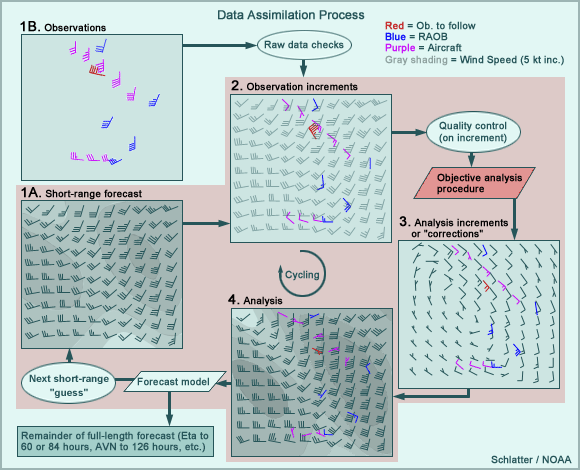 Data Assimilation Process
1B. Observations
Raw data checks
Red = Ob. to follow
Blue = RAOB
Purple = Aircraft
Gray shading = Wind Speed (5 kt inc.)
2. Observation increments
Quality control
(on increment)
Objective analysis
procedure
1A. Short-range forecast
3. Analysis increments
or "corrections"
Cycling
4. Analysis
Next short-range
"guess"
Forecast model
Remainder of full-length forecast (Eta to
60 or 84 hours, AVN to 126 hours, etc.)
Schlatter / NOAA